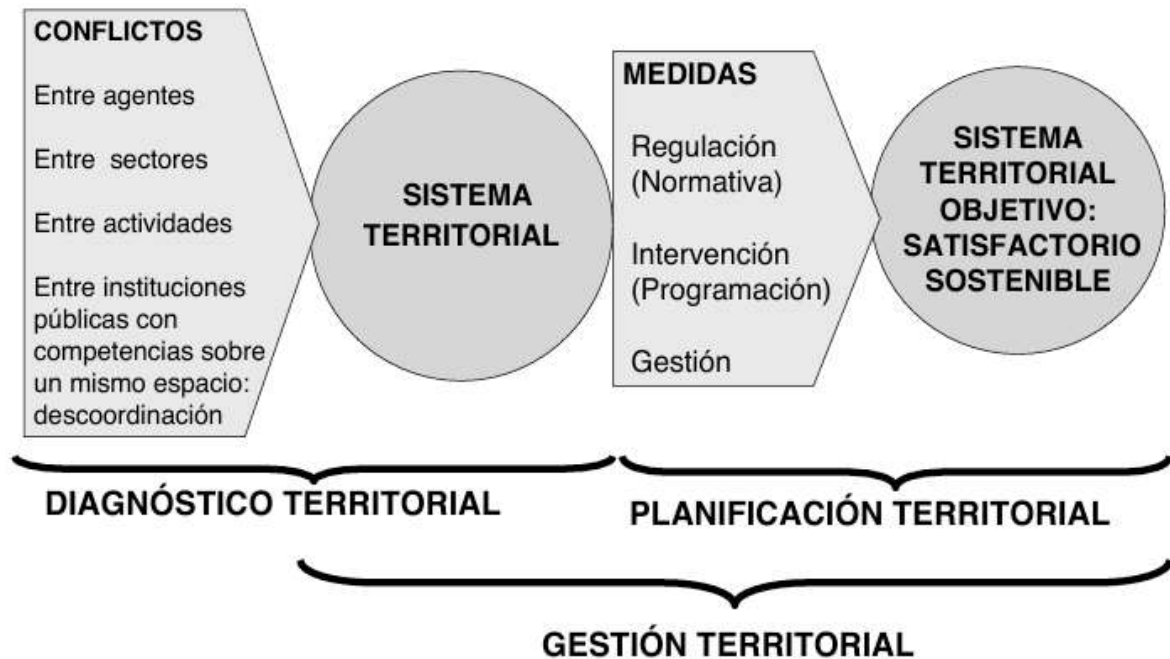 CONFLICTOS
Entre agentes
Entre sectores
Entre actividades
Entre instituciones
públicas con
competencias sobre
un mismo espacio:
descoordinación
SISTEMA
TERRITORIAL
MEDIDAS
Regulación
(Normativa)
Intervención
(Programación)
Gestión
SISTEMA
TERRITORIAL
OBJETIVO:
SATISFACTORIO
SOSTENIBLE
DIAGNÓSTICO TERRITORIAL
PLANIFICACIÓN TERRITORIAL
GESTIÓN TERRITORIAL